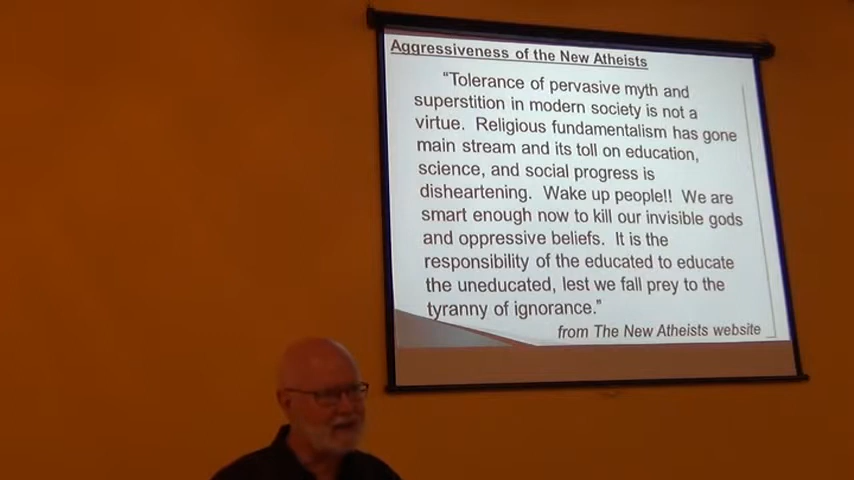 Aggressiveness of the New Atheists
"Tolerance of pervasive myth and
superstition in modern society is not a
virtue. Religious fundamentalism has gone
main stream and its toll on education,
science, and social progress is
disheartening. Wake up people!! We are
smart enough now to kill our invisible gods
and oppressive beliefs. It is the
responsibility of the educated to educate
the uneducated, lest we fall prey to the
tyranny of ignorance."
from The New Atheists website